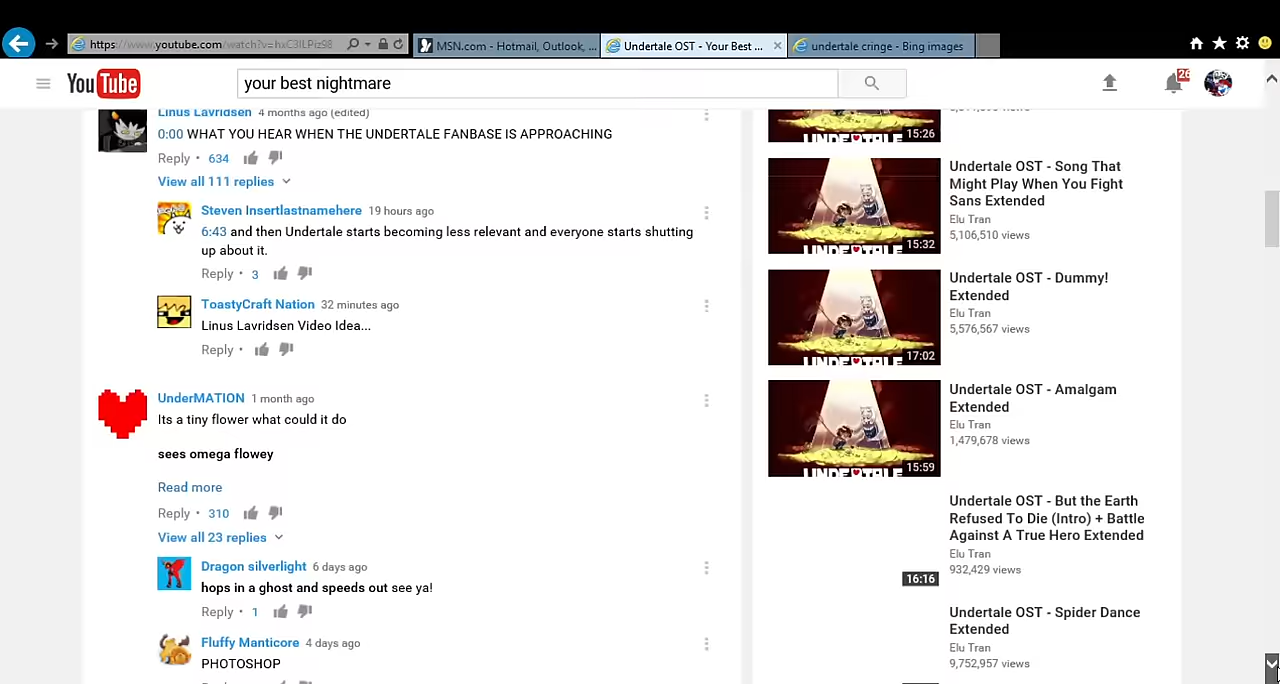 https://www.youtube.com/watch?v=hxC3ILPiz98
MSN.com - Hotmail, Outlook, ...
Undertale OST - Your Best ...
undertale cringe - Bing images
YouTube
your best nightmare
26
Linus Lavridsen 4 months ago (edited)
0:00 WHAT YOU HEAR WHEN THE UNDERTALE FANBASE IS APPROACHING
Reply • 634
View all 111 replies
Steven Insertlastnamehere 19 hours ago
6:43 and then Undertale starts becoming less relevant and everyone starts shutting
up about it.
Reply • 3
ToastyCraft Nation 32 minutes ago
Linus Lavridsen Video Idea...
Reply •
UnderMATION 1 month ago
Its a tiny flower what could it do
sees omega flowey
Read more
Reply • 310
View all 23 replies
Dragon silverlight 6 days ago
hops in a ghost and speeds out see ya!
Reply • 1
Fluffy Manticore 4 days ago
PHOTOSHOP
15:26
UNDERTALE
Undertale OST - Song That
Might Play When You Fight
Sans Extended
Elu Tran
5,106,510 views
15:32
UNDERTALE
Undertale OST - Dummy!
Extended
Elu Tran
5,576,567 views
17:02
UNDERTALE
Undertale OST - Amalgam
Extended
Elu Tran
1,479,678 views
15:59
UNDERTALE
Undertale OST - But the Earth
Refused To Die (Intro) + Battle
Against A True Hero Extended
Elu Tran
932,429 views
16:16
Undertale OST - Spider Dance
Extended
Elu Tran
9,752,957 views